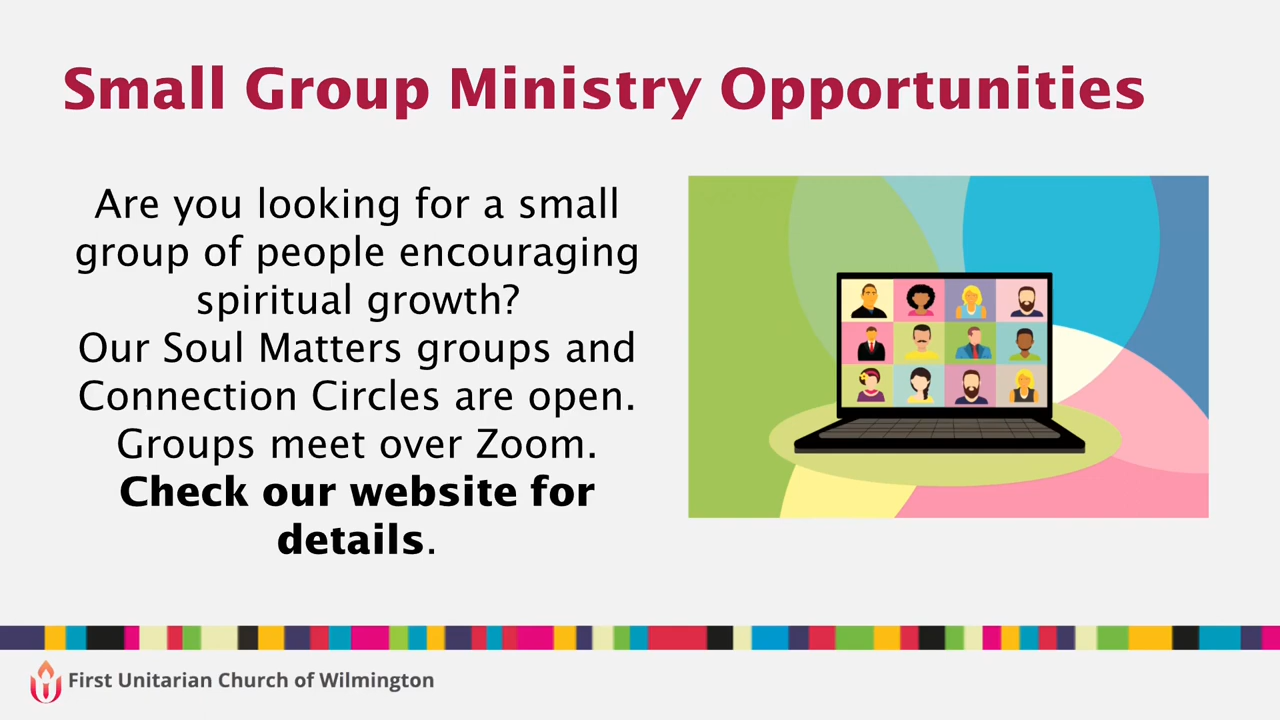 Small Group Ministry Opportunities
Are you looking for a small
group of people encouraging
spiritual growth?
Our Soul Matters groups and
Connection Circles are open.
Groups meet over Zoom.
Check our website for
details.
First Unitarian Church of Wilmington